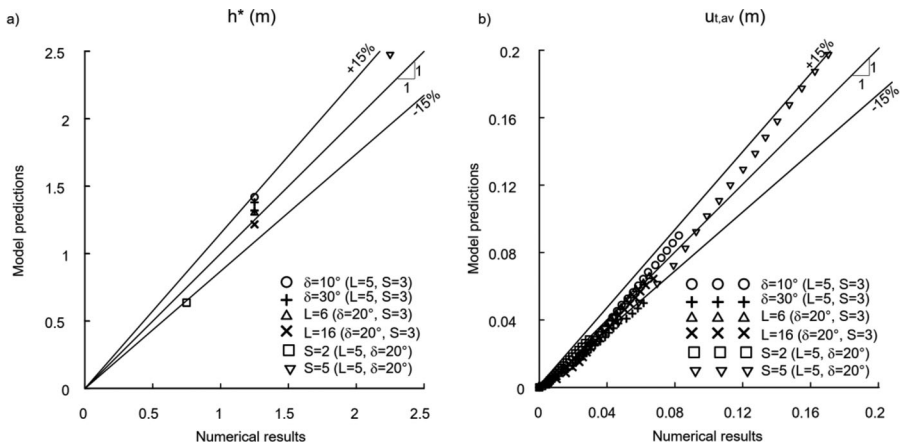 a)
h* (m)
2.5
2
1.5
1
0.5
0
Model predictions
+15%
1
1
-15%
δ=10° (L=5, S=3)
δ=30° (L=5, S=3)
L=6 (δ=20°, S=3)
L=16 (δ=20°, S=3)
S=2 (L=5, δ=20°)
S=5 (L=5, δ=20°)
0 0.5 1 1.5 2 2.5
Numerical results
b)
ut,av (m)
0.2
0.16
0.12
0.08
0.04
0
Model predictions
+15%
1
1
-15%
δ=10° (L=5, S=3)
δ=30° (L=5, S=3)
L=6 (δ=20°, S=3)
L=16 (δ=20°, S=3)
S=2 (L=5, δ=20°)
S=5 (L=5, δ=20°)
0 0.04 0.08 0.12 0.16 0.2
Numerical results